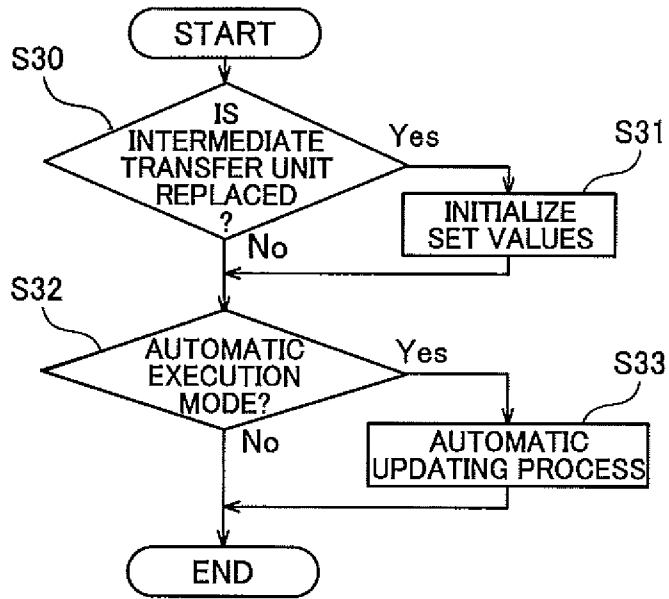 START
S30
IS
INTERMEDIATE
TRANSFER UNIT
REPLACED
?
Yes
S31
INITIALIZE
SET VALUES
No
S32
AUTOMATIC
EXECUTION
MODE?
Yes
S33
AUTOMATIC
UPDATING PROCESS
No
END